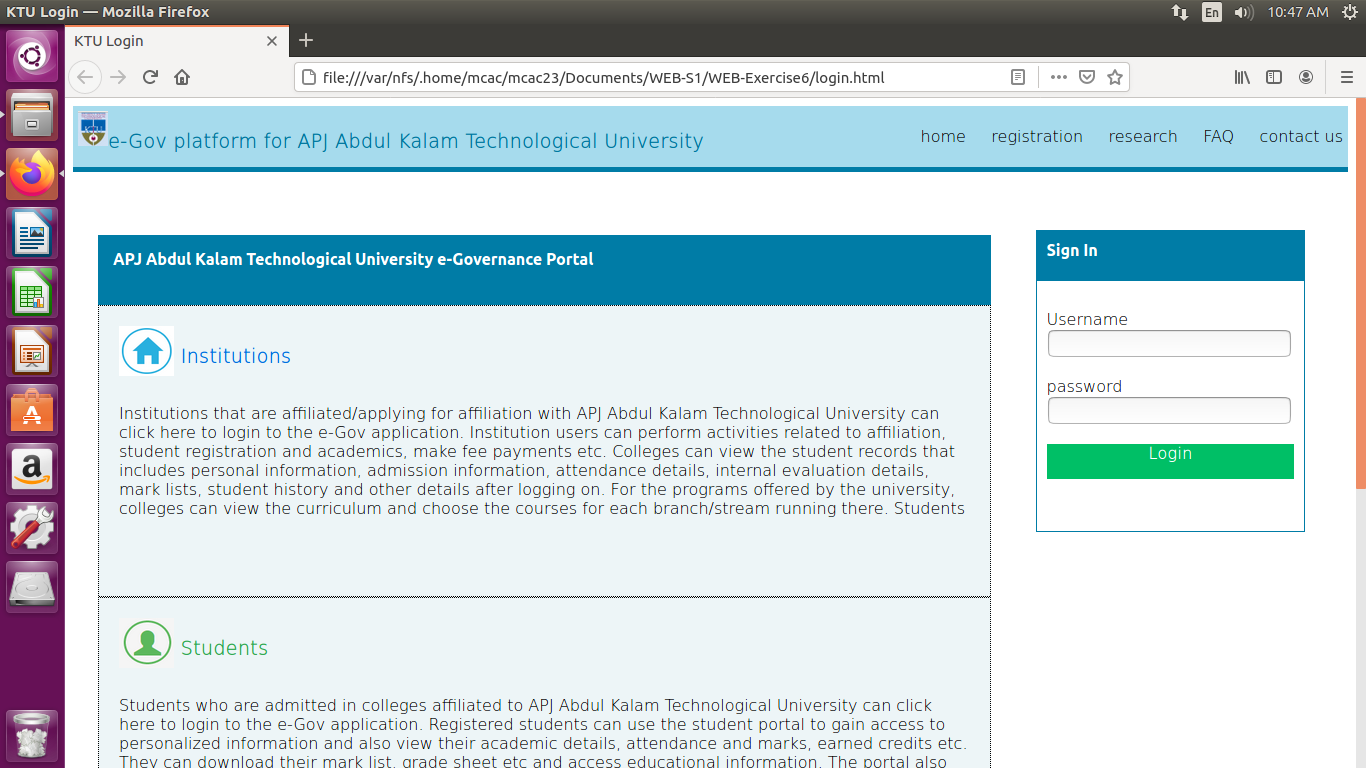 KTU Login — Mozilla Firefox
En
10:47 AM
KTU Login
file:///var/nfs/.home/mcac/mcac23/Documents/WEB-S1/WEB-Exercise6/login.html
e-Gov platform for APJ Abdul Kalam Technological University
home registration research FAQ contact us
APJ Abdul Kalam Technological University e-Governance Portal
Institutions
Institutions that are affiliated/applying for affiliation with APJ Abdul Kalam Technological University can
click here to login to the e-Gov application. Institution users can perform activities related to affiliation,
student registration and academics, make fee payments etc. Colleges can view the student records that
includes personal information, admission information, attendance details, internal evaluation details,
mark lists, student history and other details after logging on. For the programs offered by the university,
colleges can view the curriculum and choose the courses for each branch/stream running there. Students
Students
Students who are admitted in colleges affiliated to APJ Abdul Kalam Technological University can click
here to login to the e-Gov application. Registered students can use the student portal to gain access to
personalized information and also view their academic details, attendance and marks, earned credits etc.
They can download their mark list, grade sheet etc and access educational information. The portal also
Sign In
Username
password
Login